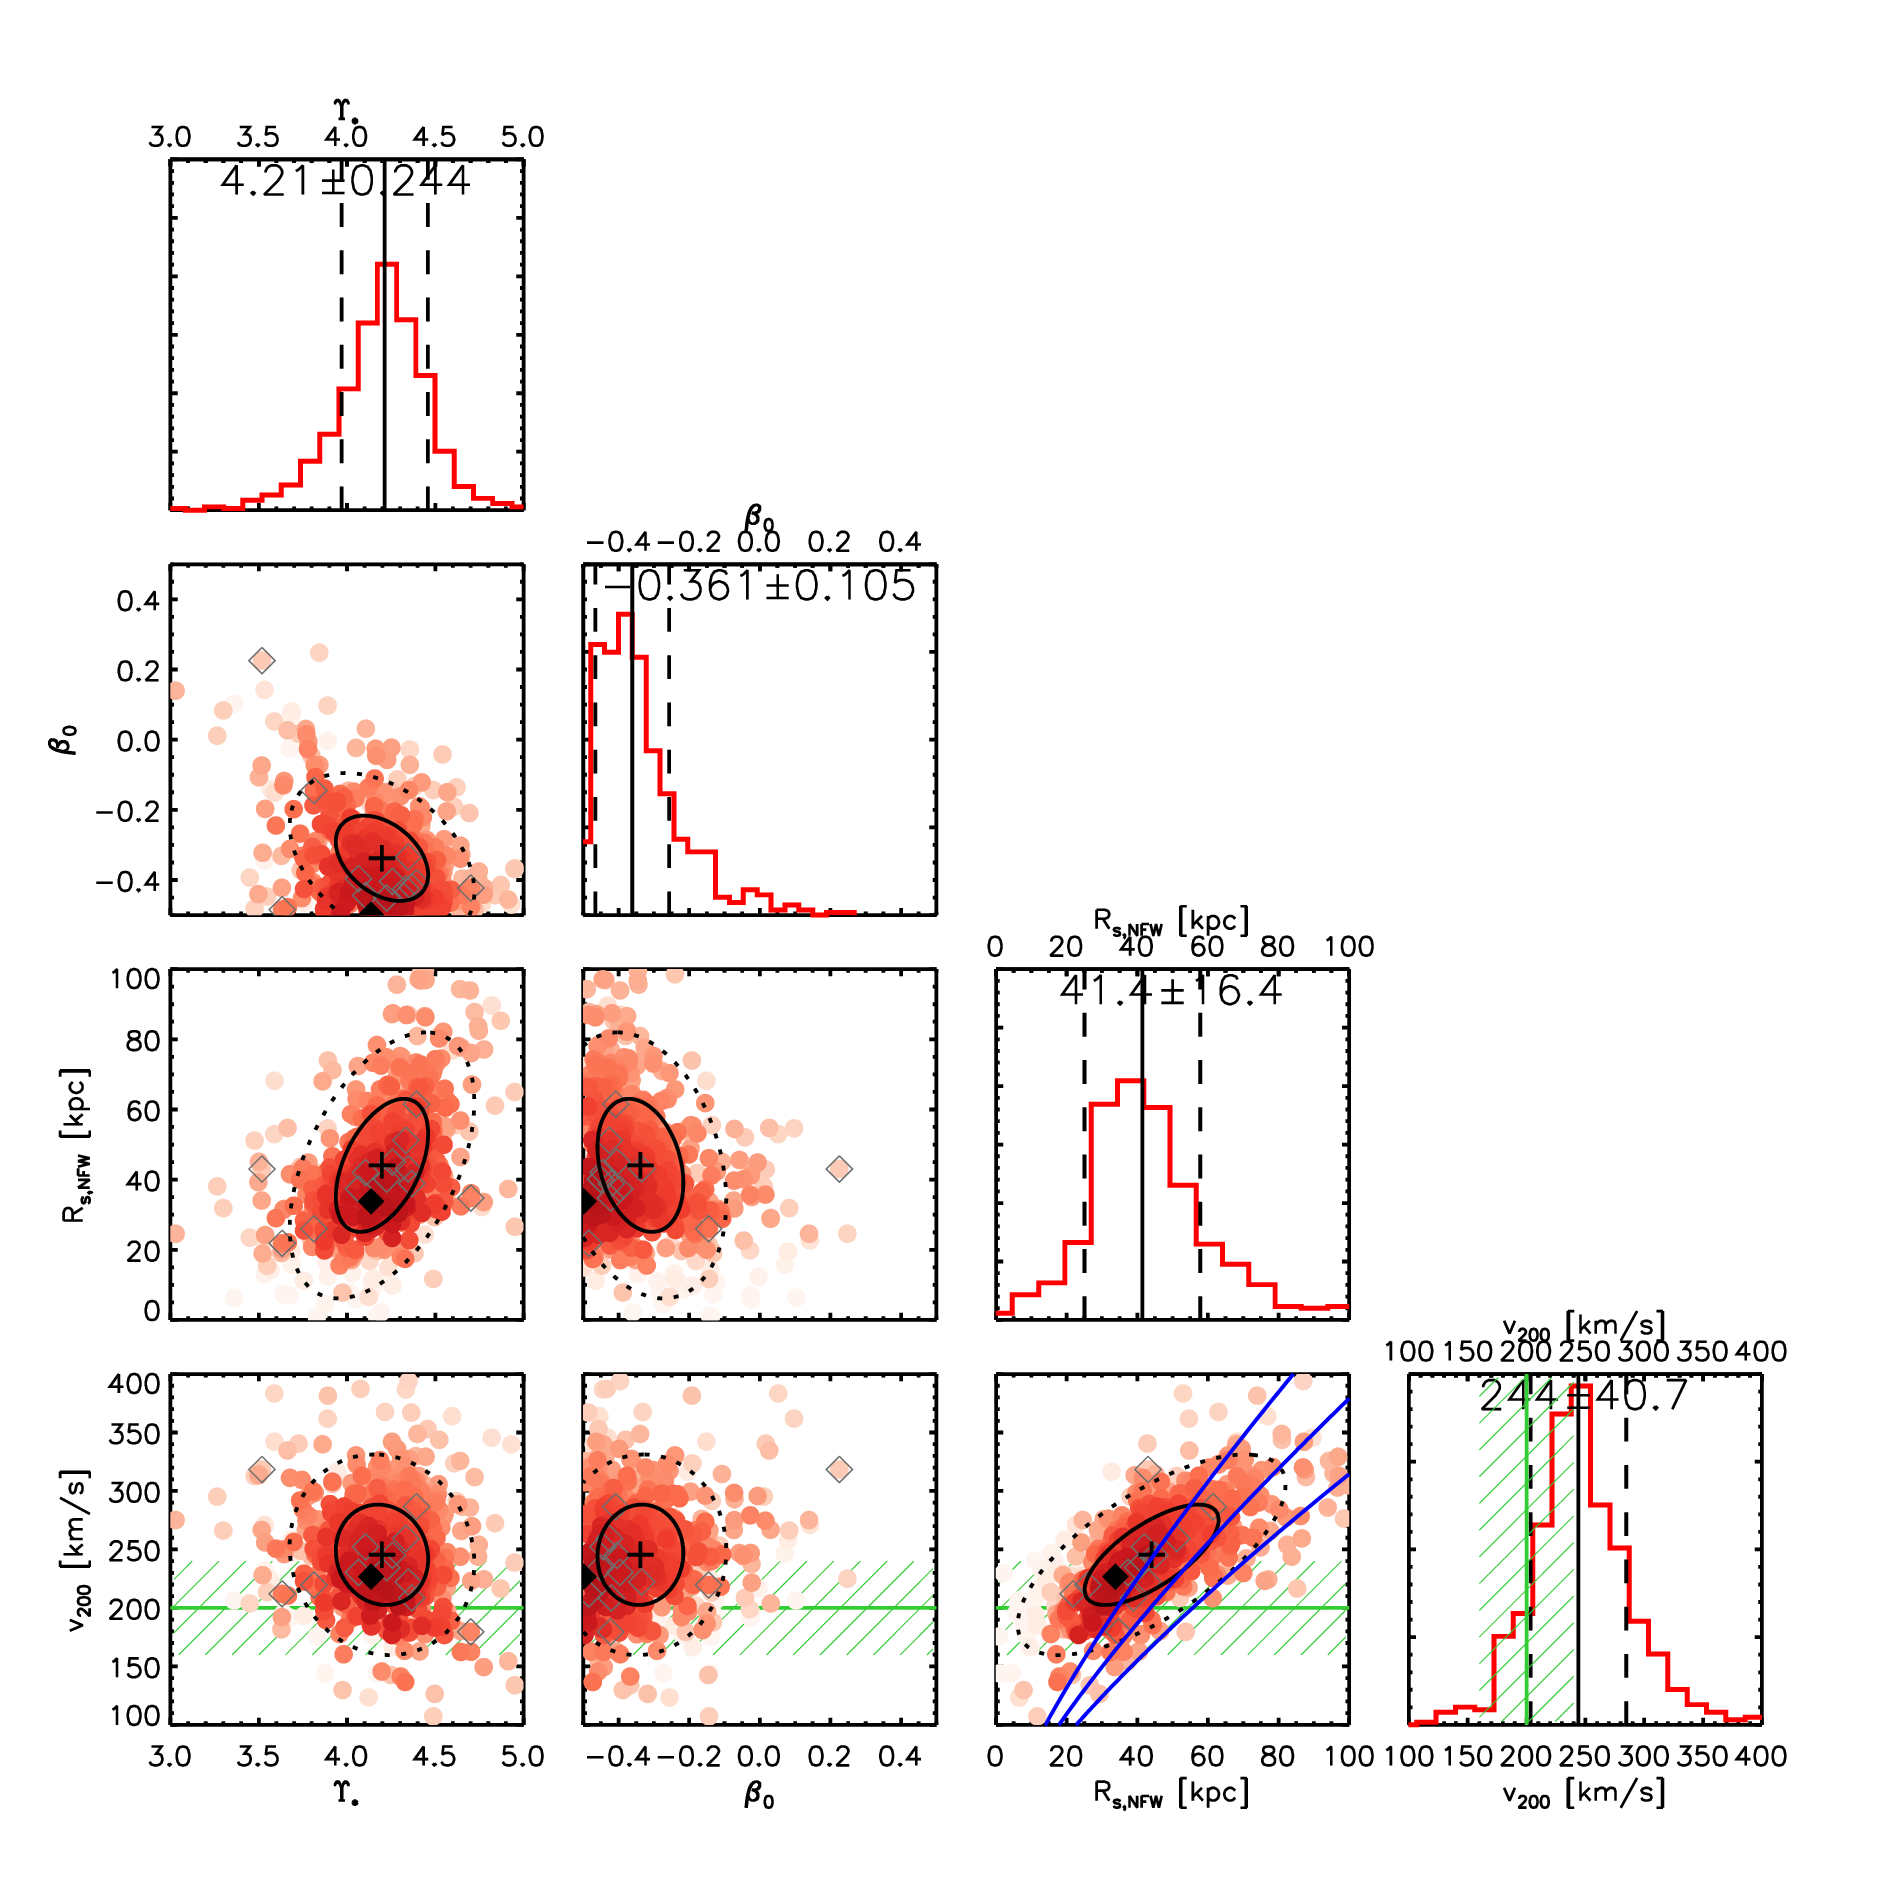 ϒ*
3.0 3.5 4.0 4.5 5.0
4.21±0.244
β0
−0.4 −0.2 0.0 0.2 0.4
−0.361±0.105
0.4
0.2
0.0
−0.2
−0.4
β0
Rs,NFW [kpc]
0 20 40 60 80 100
41.4±16.4
100
80
60
40
20
0
Rs,NFW [kpc]
v200 [km/s]
100 150 200 250 300 350 400
244±40.7
400
350
300
250
200
150
100
v200 [km/s]
3.0 3.5 4.0 4.5 5.0
ϒ*
−0.4 −0.2 0.0 0.2 0.4
β0
0 20 40 60 80 100
Rs,NFW [kpc]
100 150 200 250 300 350 400
v200 [km/s]